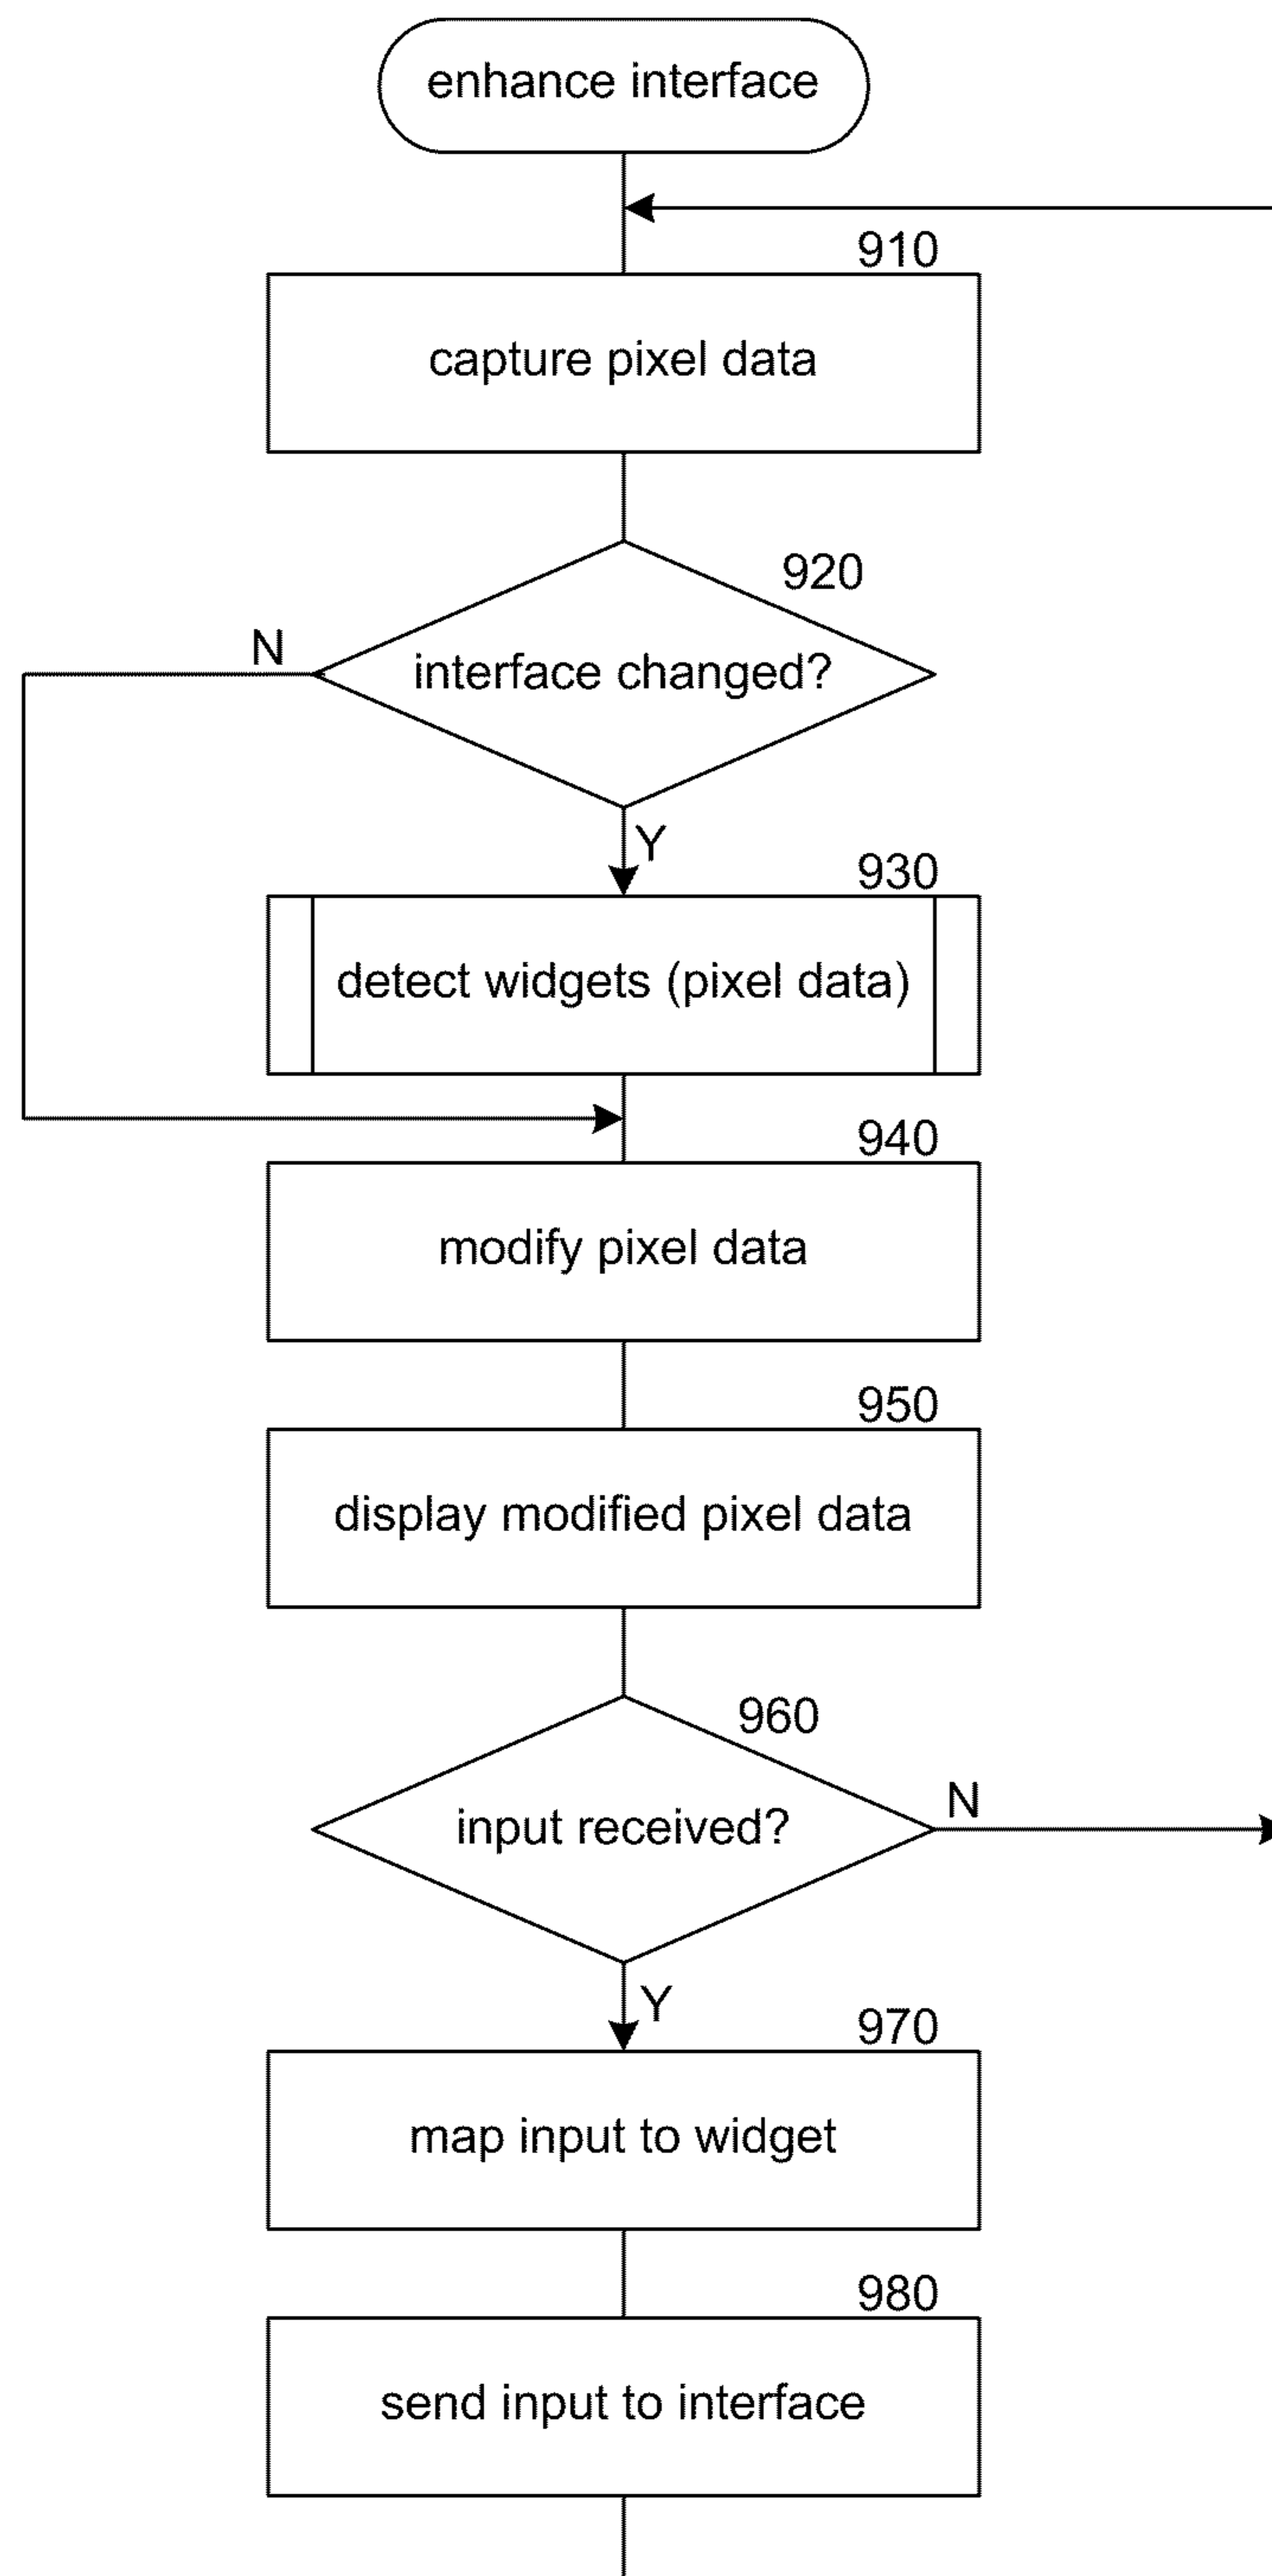 enhance interface
910
capture pixel data
920
N
interface changed?
Y
930
detect widgets (pixel data)
940
modify pixel data
950
display modified pixel data
960
N
input received?
Y
970
map input to widget
980
send input to interface